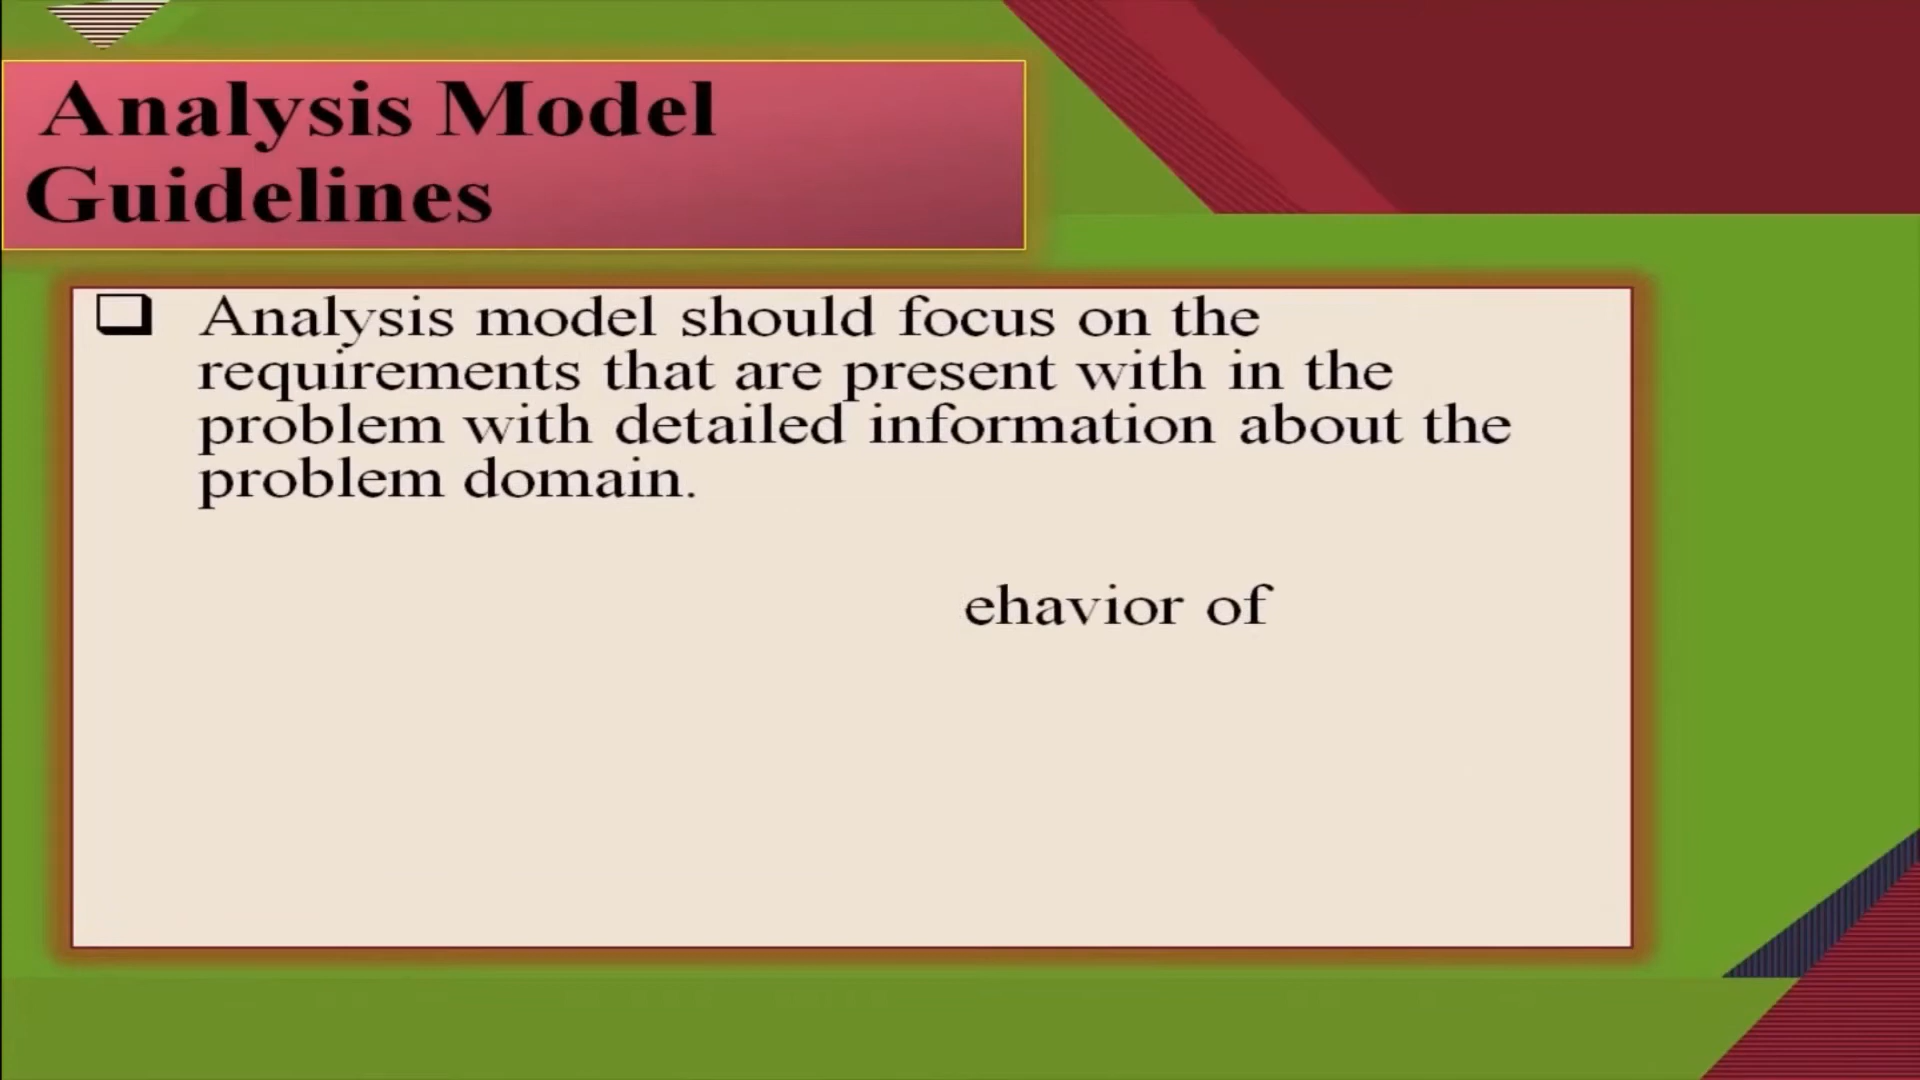 Analysis Model
Guidelines
Analysis model should focus on the
requirements that are present with in the
problem with detailed information about the
problem domain.
ehavior of